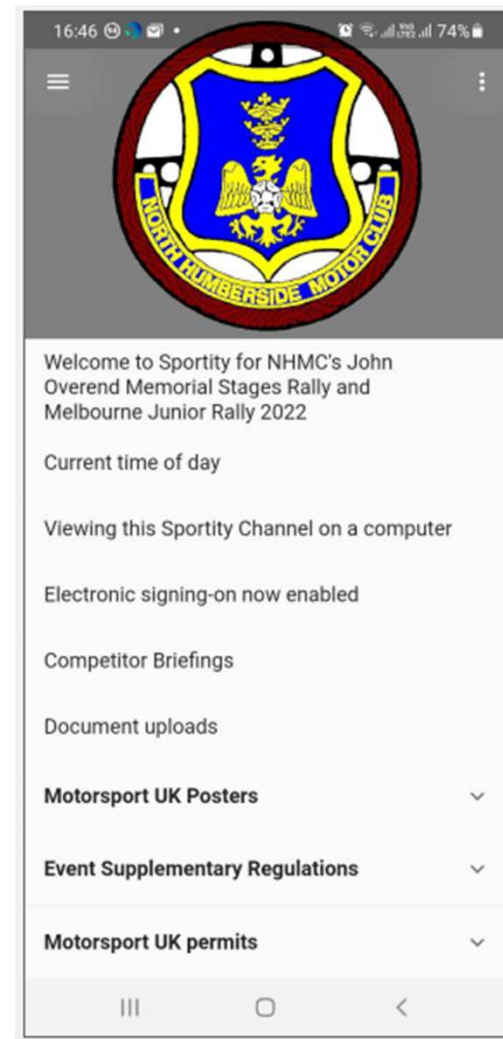 16:46
74%
NORTH HUMBERSIDE MOTOR CLUB
Welcome to Sportity for NHMC's John
Overend Memorial Stages Rally and
Melbourne Junior Rally 2022
Current time of day
Viewing this Sportity Channel on a computer
Electronic signing-on now enabled
Competitor Briefings
Document uploads
Motorsport UK Posters
Event Supplementary Regulations
Motorsport UK permits